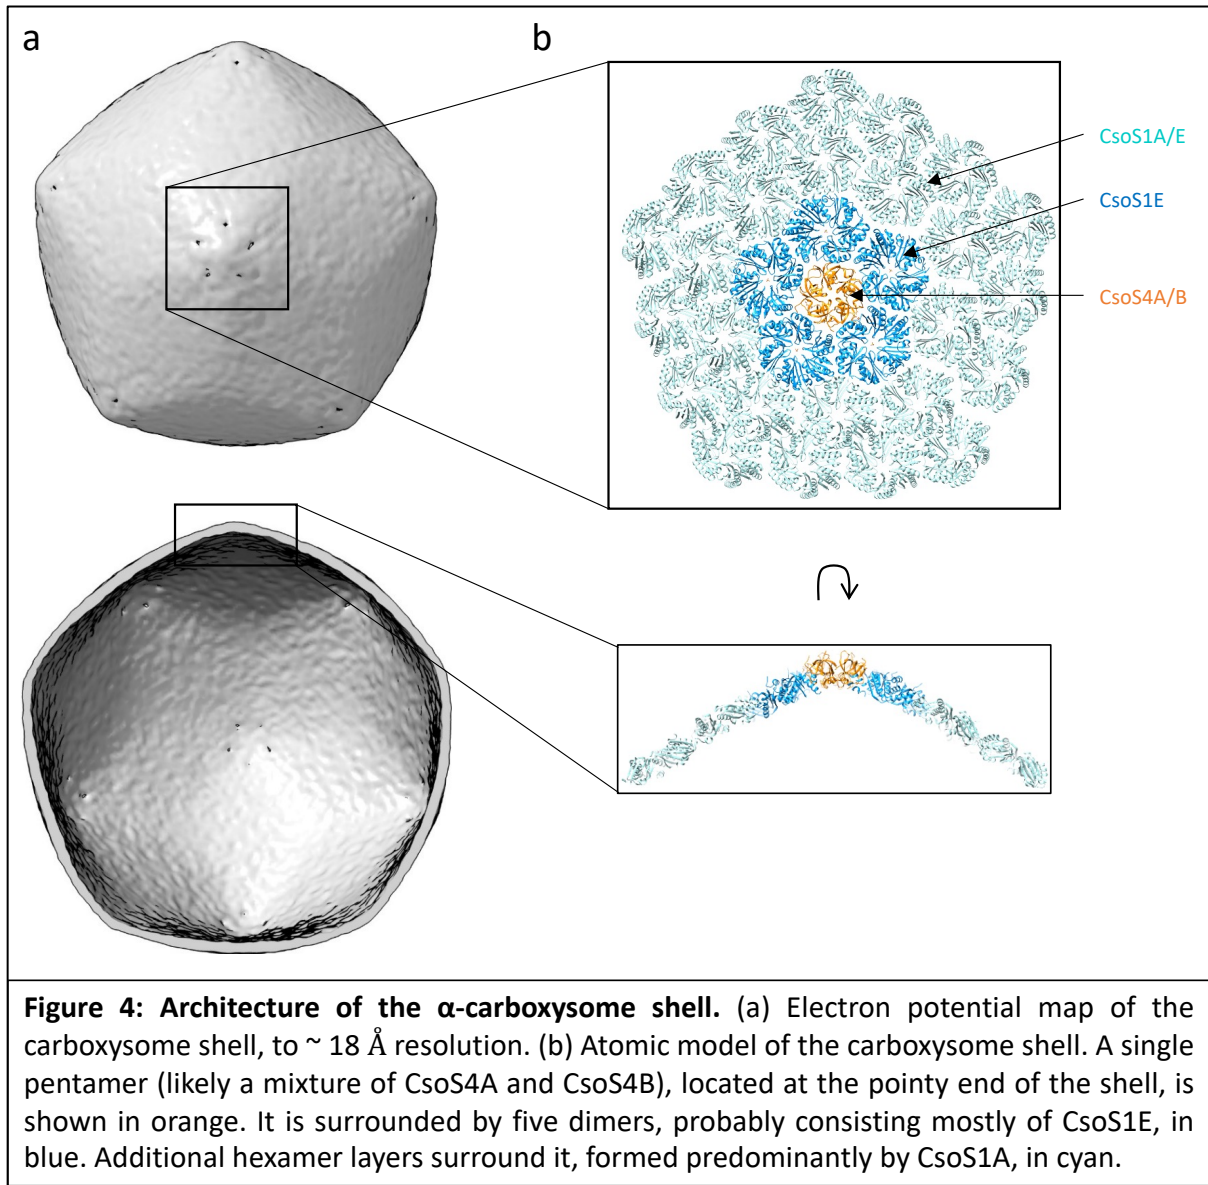 a
b
CsoS1A/E
CsoS1E
CsoS4A/B
Figure 4: Architecture of the α-carboxysome shell. (a) Electron potential map of the
carboxysome shell, to ~ 18 Å resolution. (b) Atomic model of the carboxysome shell. A single
pentamer (likely a mixture of CsoS4A and CsoS4B), located at the pointy end of the shell, is
shown in orange. It is surrounded by five dimers, probably consisting mostly of CsoS1E, in
blue. Additional hexamer layers surround it, formed predominantly by CsoS1A, in cyan.